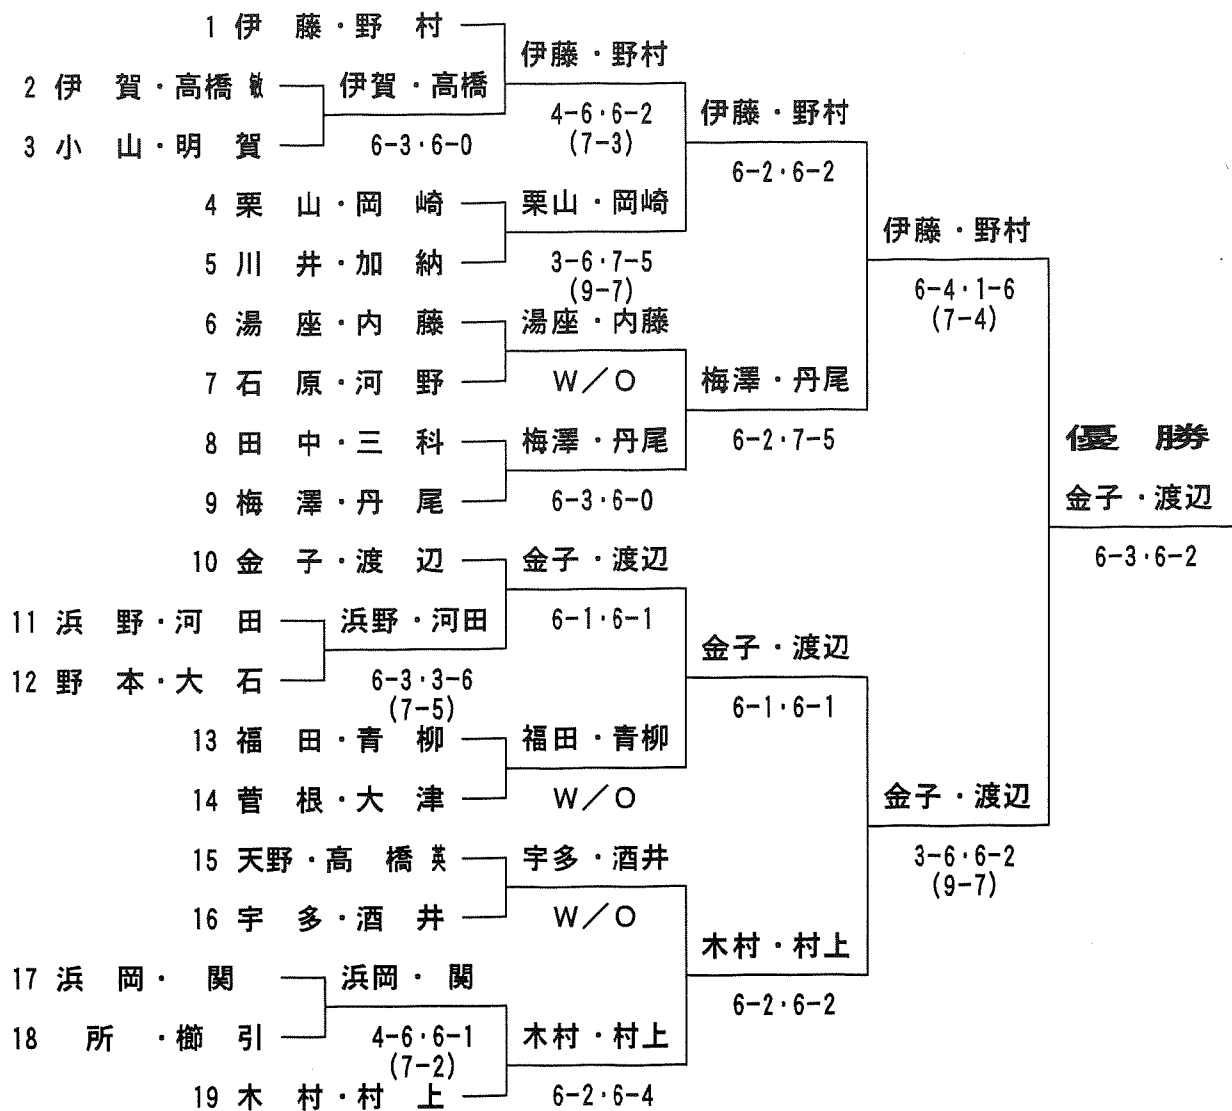 1 伊 藤・野 村
伊藤・野村
2 伊 賀・高橋 敏
伊賀・高橋
4-6・6-2
(7-3)
伊藤・野村
3 小 山・明 賀
6-3・6-0
6-2・6-2
4 栗 山・岡 崎
栗山・岡崎
伊藤・野村
5 川 井・加 納
3-6・7-5
(9-7)
6-4・1-6
(7-4)
6 湯 座・内 藤
湯座・内藤
7 石 原・河 野
W/O
梅澤・丹尾
8 田 中・三 科
梅澤・丹尾
6-2・7-5
優 勝
9 梅 澤・丹 尾
6-3・6-0
金子・渡辺
10 金 子・渡 辺
金子・渡辺
6-3・6-2
11 浜 野・河 田
浜野・河田
6-1・6-1
金子・渡辺
12 野 本・大 石
6-3・3-6
(7-5)
6-1・6-1
13 福 田・青 柳
福田・青柳
14 菅 根・大 津
W/O
金子・渡辺
15 天野・高 橋 英
宇多・酒井
3-6・6-2
(9-7)
16 宇 多・酒 井
W/O
木村・村上
17 浜 岡・ 関
浜岡・ 関
6-2・6-2
18 所 ・櫛 引
4-6・6-1
(7-2)
木村・村上
19 木 村・村 上
6-2・6-4